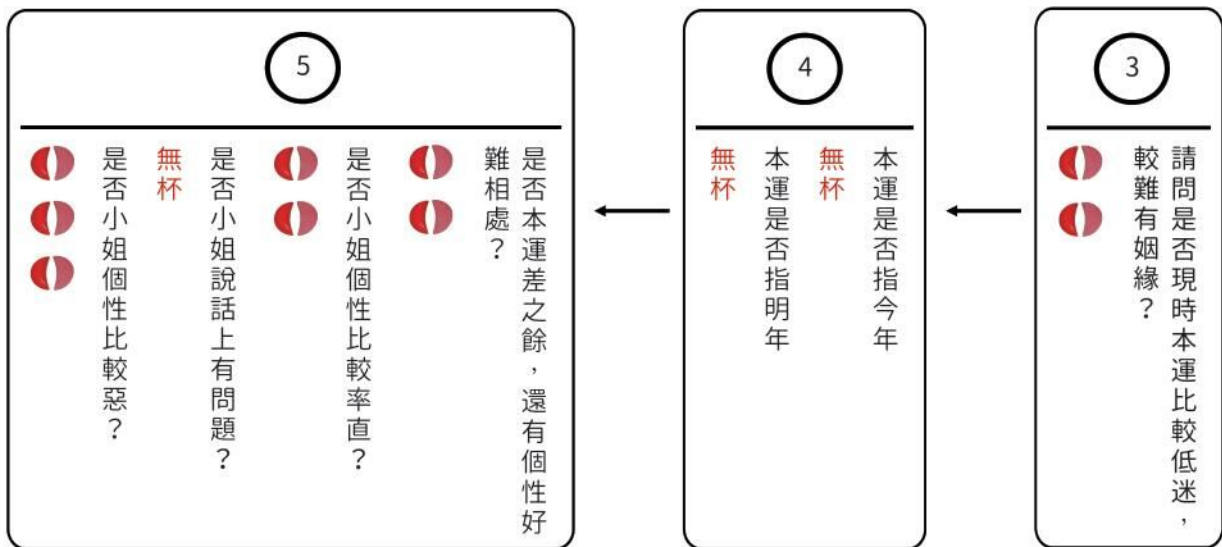 3
請問是否現時本運比較低迷，
較難有姻緣？
4
本運是否指今年
無杯
本運是否指明年
無杯
5
是否本運差之餘，還有個性好
難相處？
是否小姐個性比較率直？
是否小姐說話上有問題？
無杯
是否小姐個性比較惡？